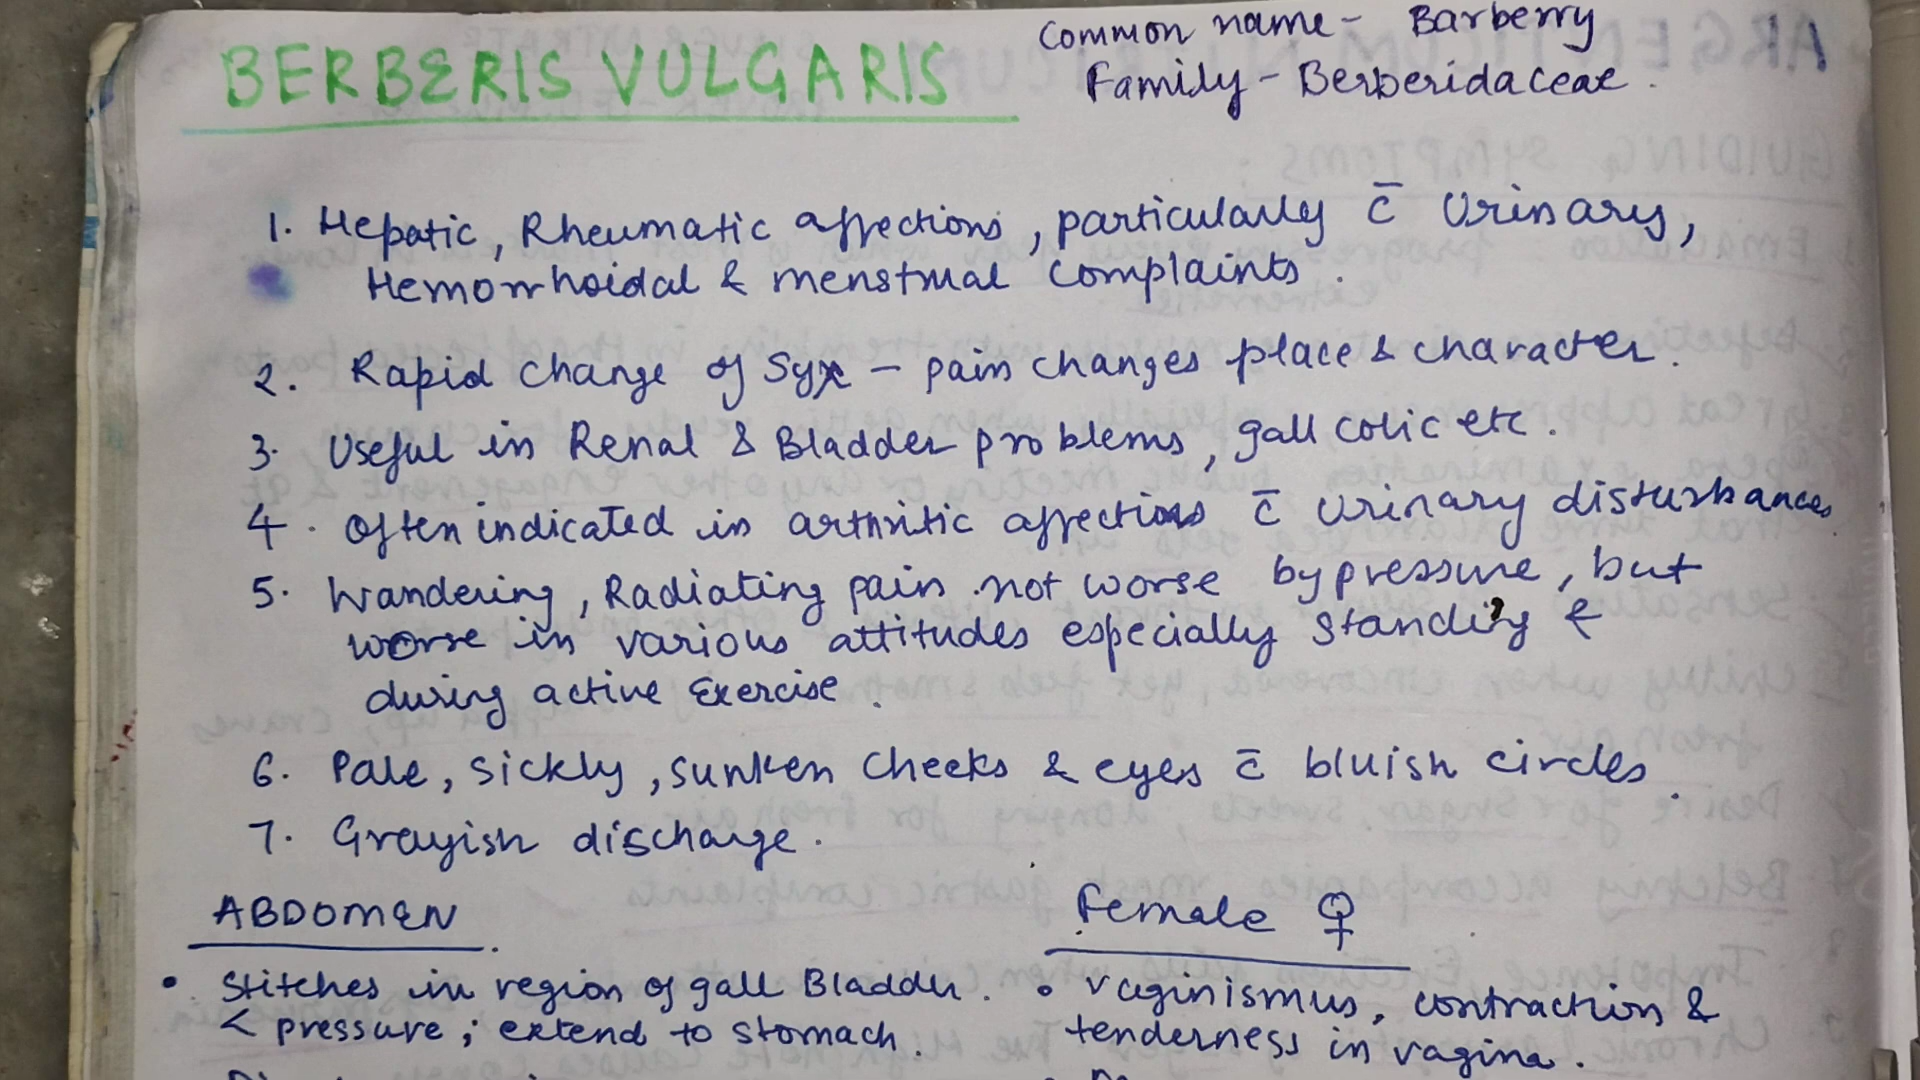 BERBERIS VULGARIS
Common name - Barberry
Family - Berberidaceae.
1. Hepatic, Rheumatic affections, particularly c̄ Urinary,
Hemorrhoidal & menstrual complaints.
2. Rapid change of Syx - pain changes place & character.
3. Useful in Renal & Bladder problems, gall colic etc.
4. Often indicated in arthritic affections c̄ urinary disturbances.
5. Wandering, Radiating pain not worse by pressure, but
worse in various attitudes especially standing &
during active Exercise.
6. Pale, sickly, sunken cheeks & eyes c̄ bluish circles.
7. Grayish discharge.
ABDOMEN
• Stitches in region of gall Bladder.
< pressure; extend to stomach.
Female ♀
• Vaginismus, contraction &
tenderness in vagina.